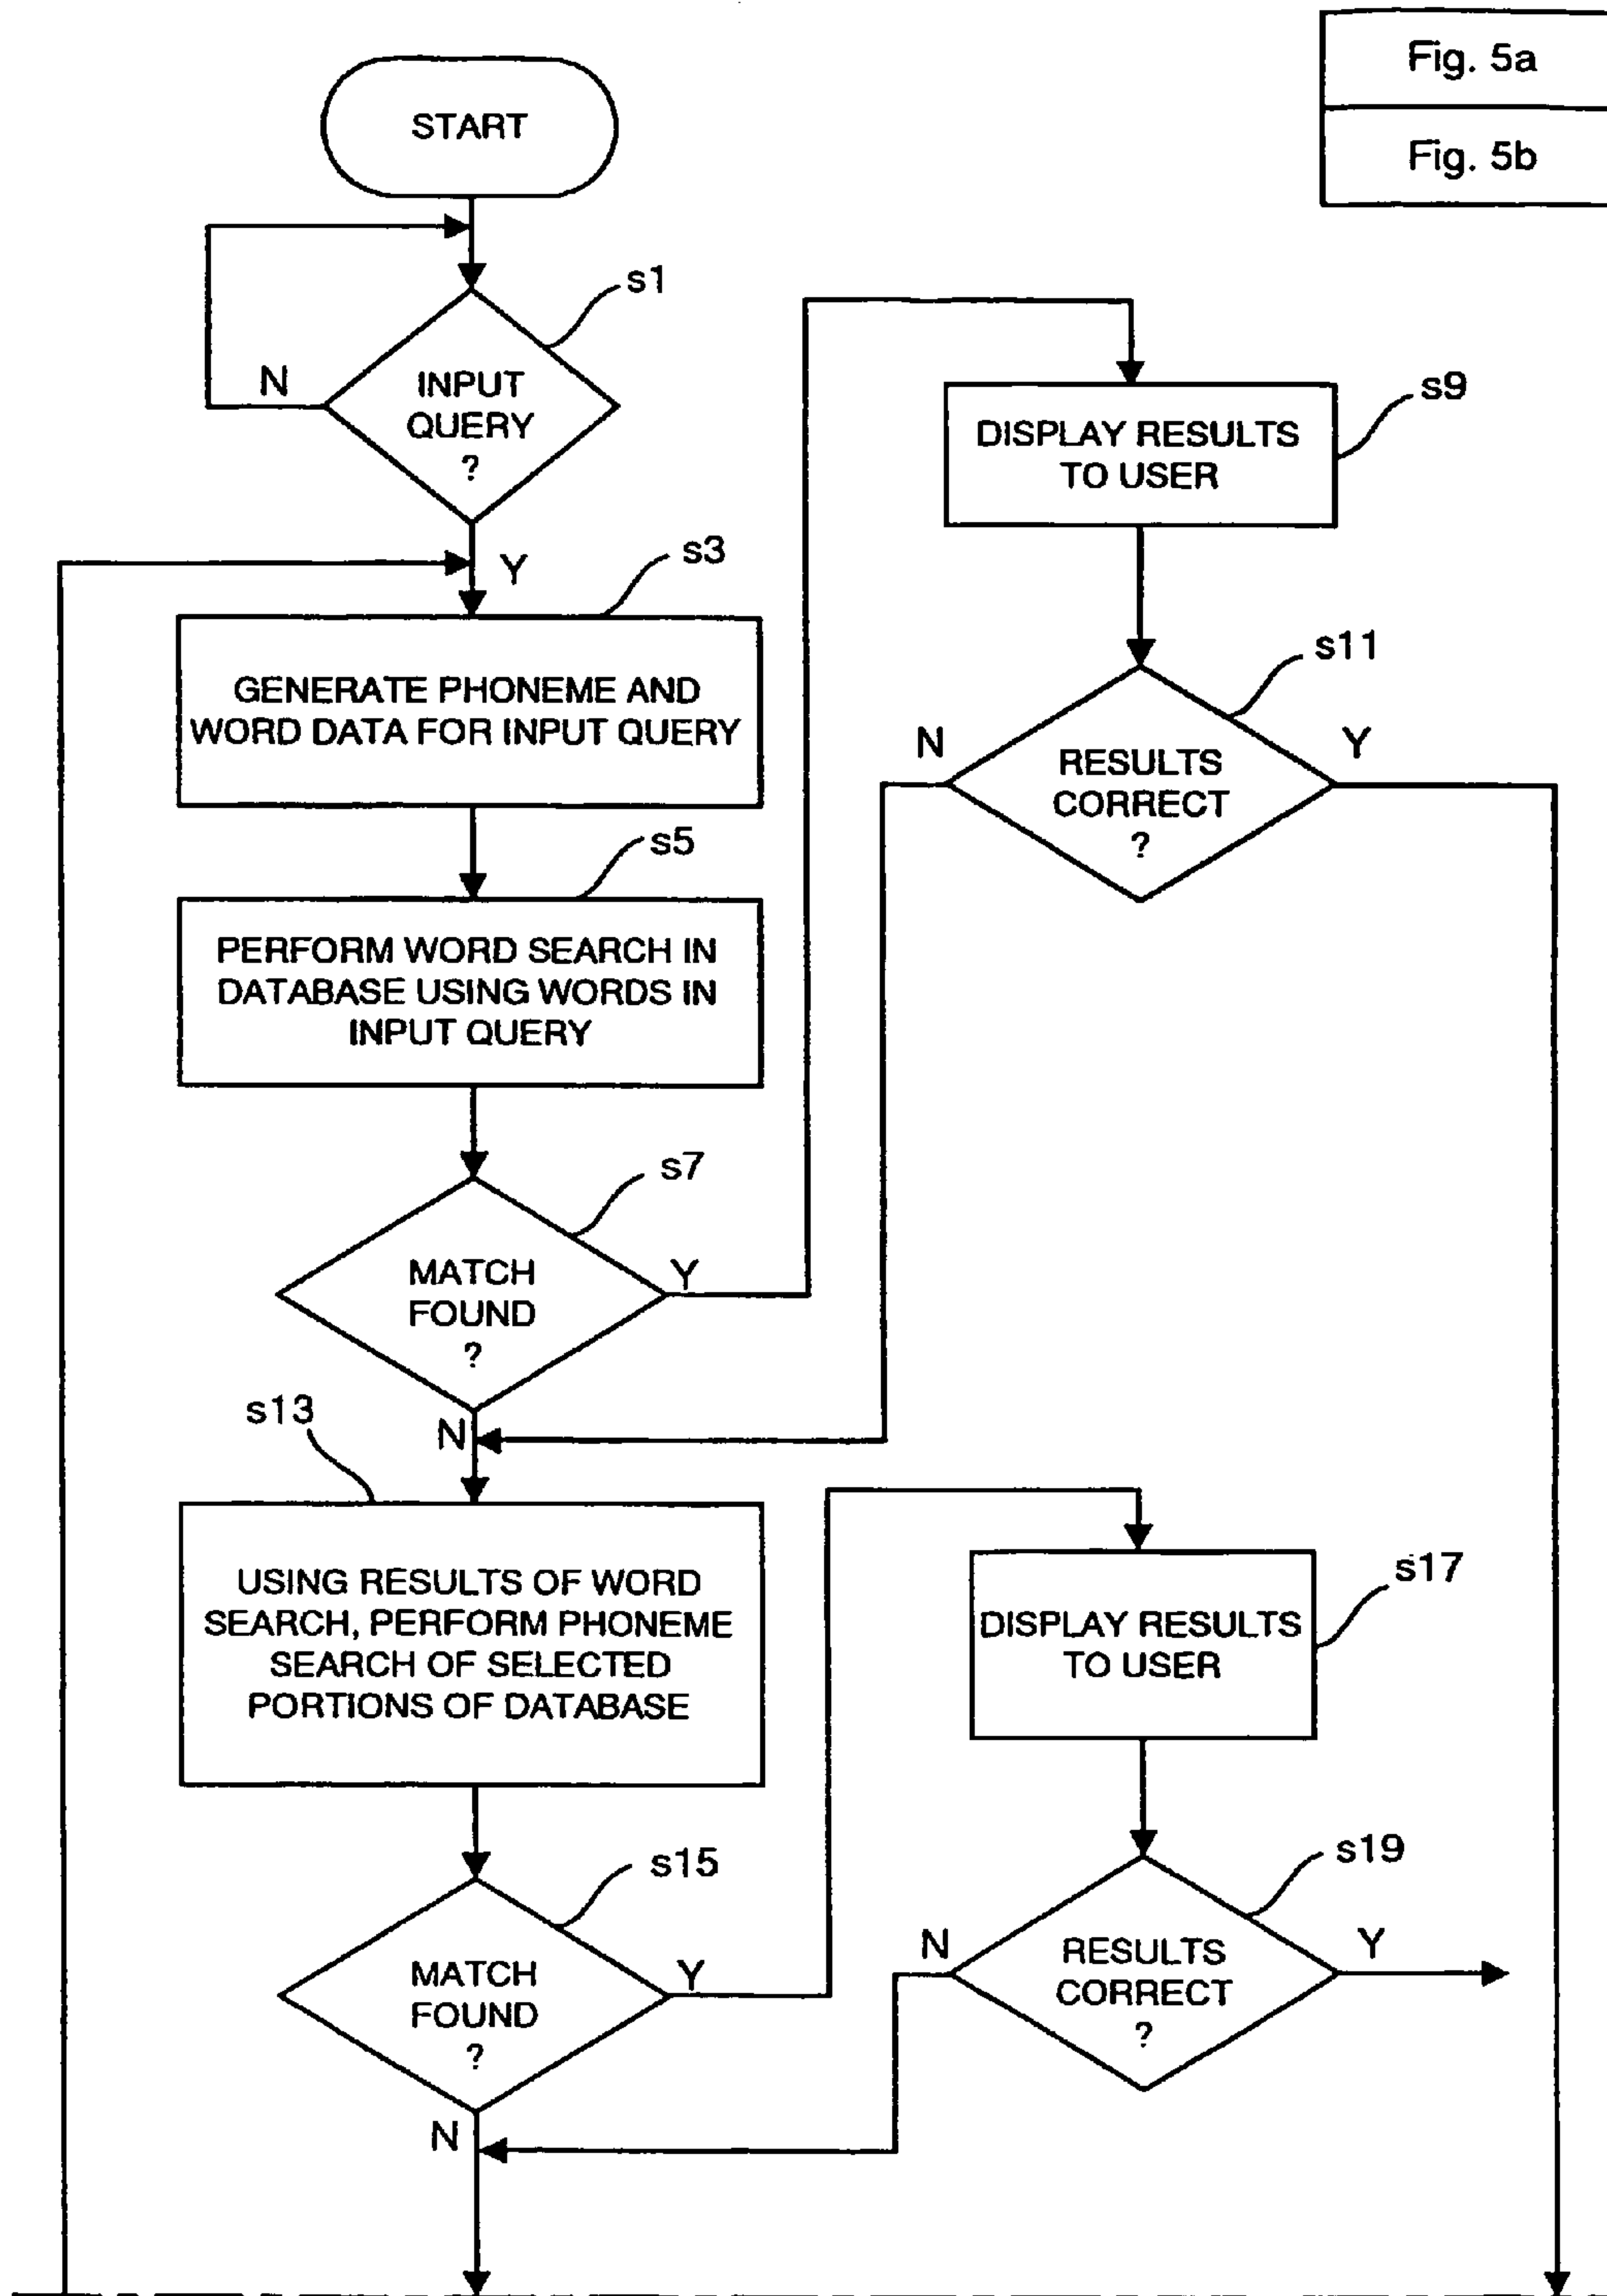 Fig. 5a
Fig. 5b
START
s1
N
INPUT
QUERY
?
Y
s3
GENERATE PHONEME AND
WORD DATA FOR INPUT QUERY
s5
PERFORM WORD SEARCH IN
DATABASE USING WORDS IN
INPUT QUERY
s7
MATCH
FOUND
?
Y
N
s9
DISPLAY RESULTS
TO USER
s11
N
Y
RESULTS
CORRECT
?
s13
USING RESULTS OF WORD
SEARCH, PERFORM PHONEME
SEARCH OF SELECTED
PORTIONS OF DATABASE
s15
MATCH
FOUND
?
Y
N
s17
DISPLAY RESULTS
TO USER
s19
N
Y
RESULTS
CORRECT
?